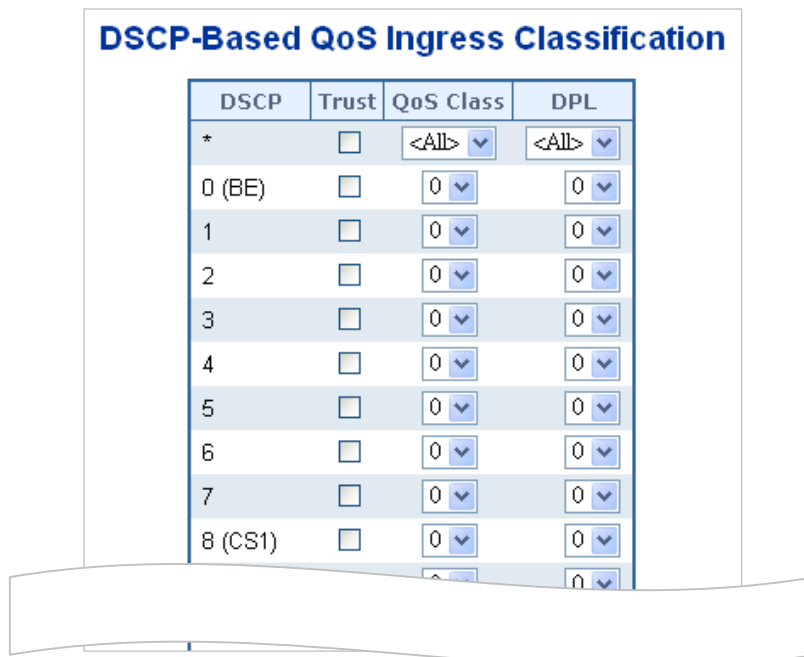 DSCP-Based QoS Ingress Classification
DSCP Trust QoS Class DPL
* <All> <All>
0 (BE) 0 0
1 0 0
2 0 0
3 0 0
4 0 0
5 0 0
6 0 0
7 0 0
8 (CS1) 0 0
0